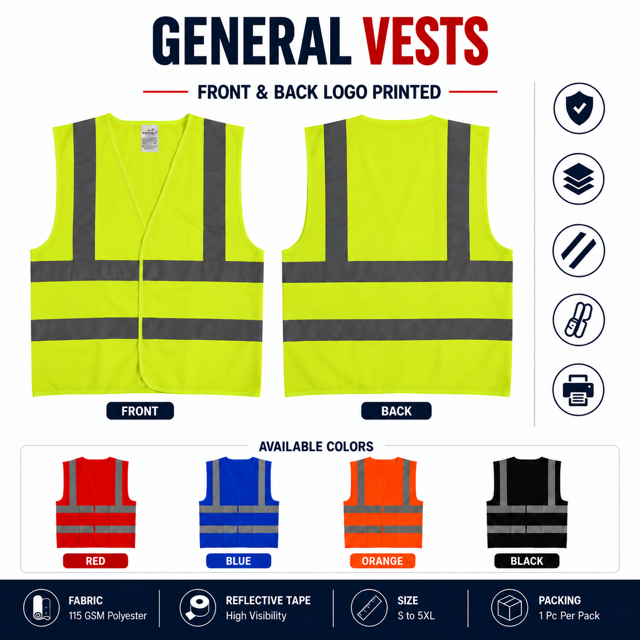 GENERAL VESTS
FRONT & BACK LOGO PRINTED
FRONT
BACK
AVAILABLE COLORS
RED
BLUE
ORANGE
BLACK
FABRIC
115 GSM Polyester
REFLECTIVE TAPE
High Visibility
SIZE
S to 5XL
PACKING
1 Pc Per Pack